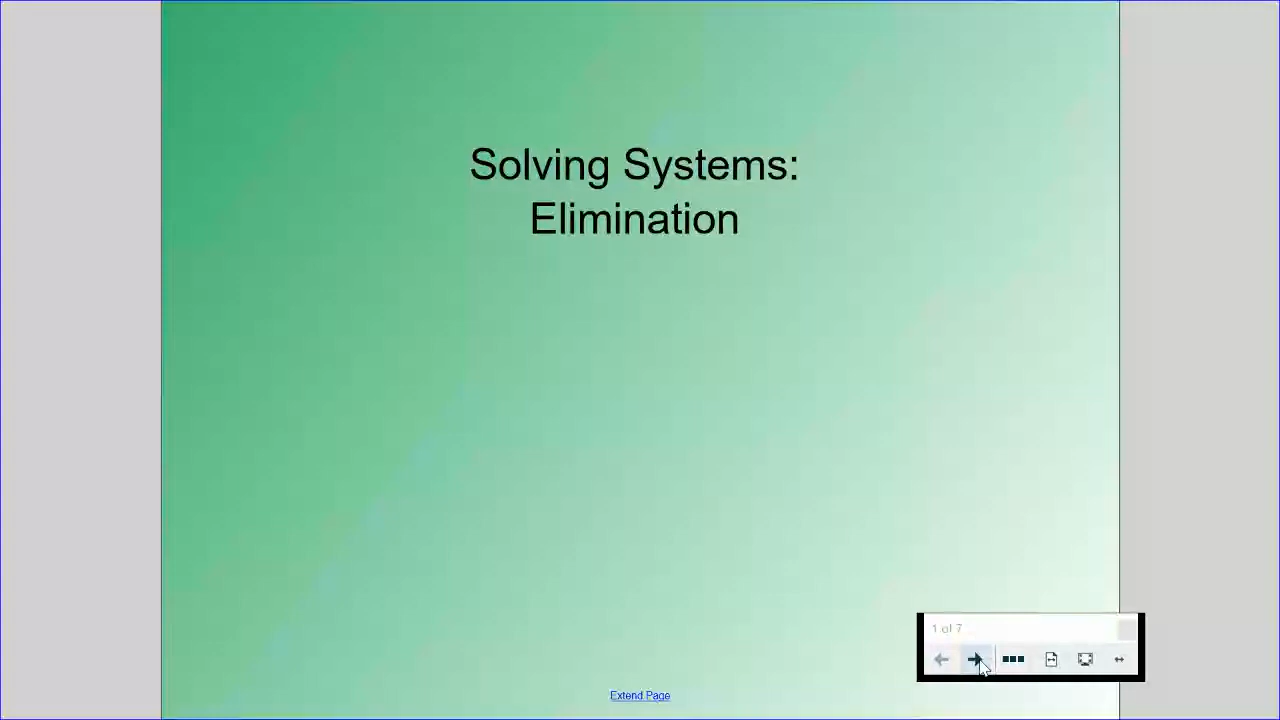 Solving Systems:
Elimination
1 of 7
Extend Page